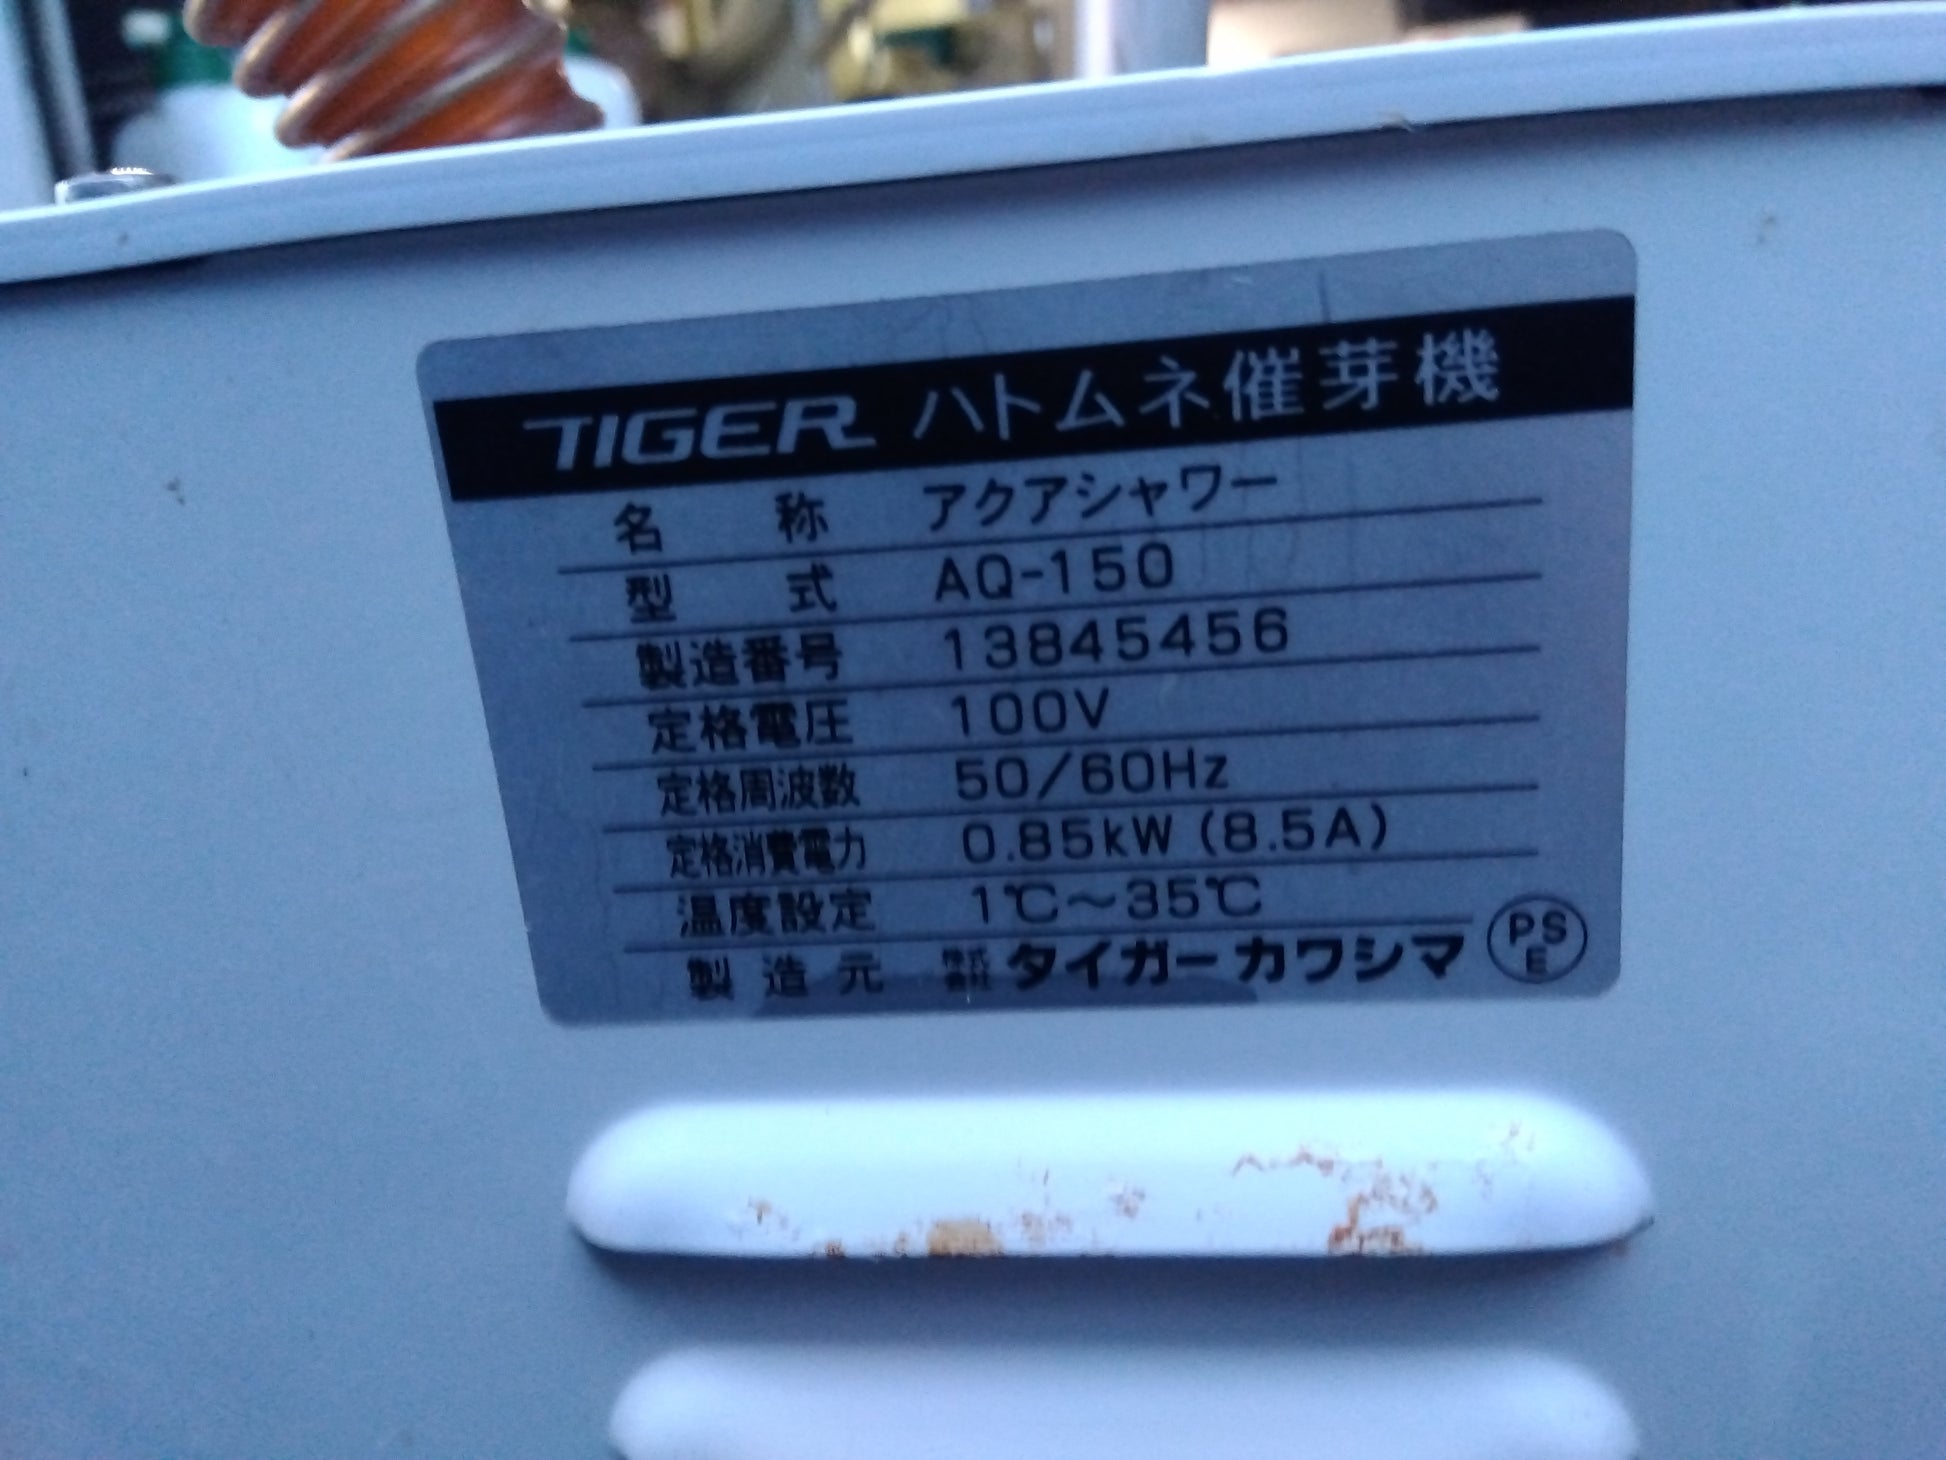 TIGER ハトムネ催芽機
名称 アクアシャワー
型式 AQ-150
製造番号 13845456
定格電圧 100V
定格周波数 50/60Hz
定格消費電力 0.85kW (8.5A)
温度設定 1℃～35℃
製造元 株式会社 タイガーカワシマ PSE